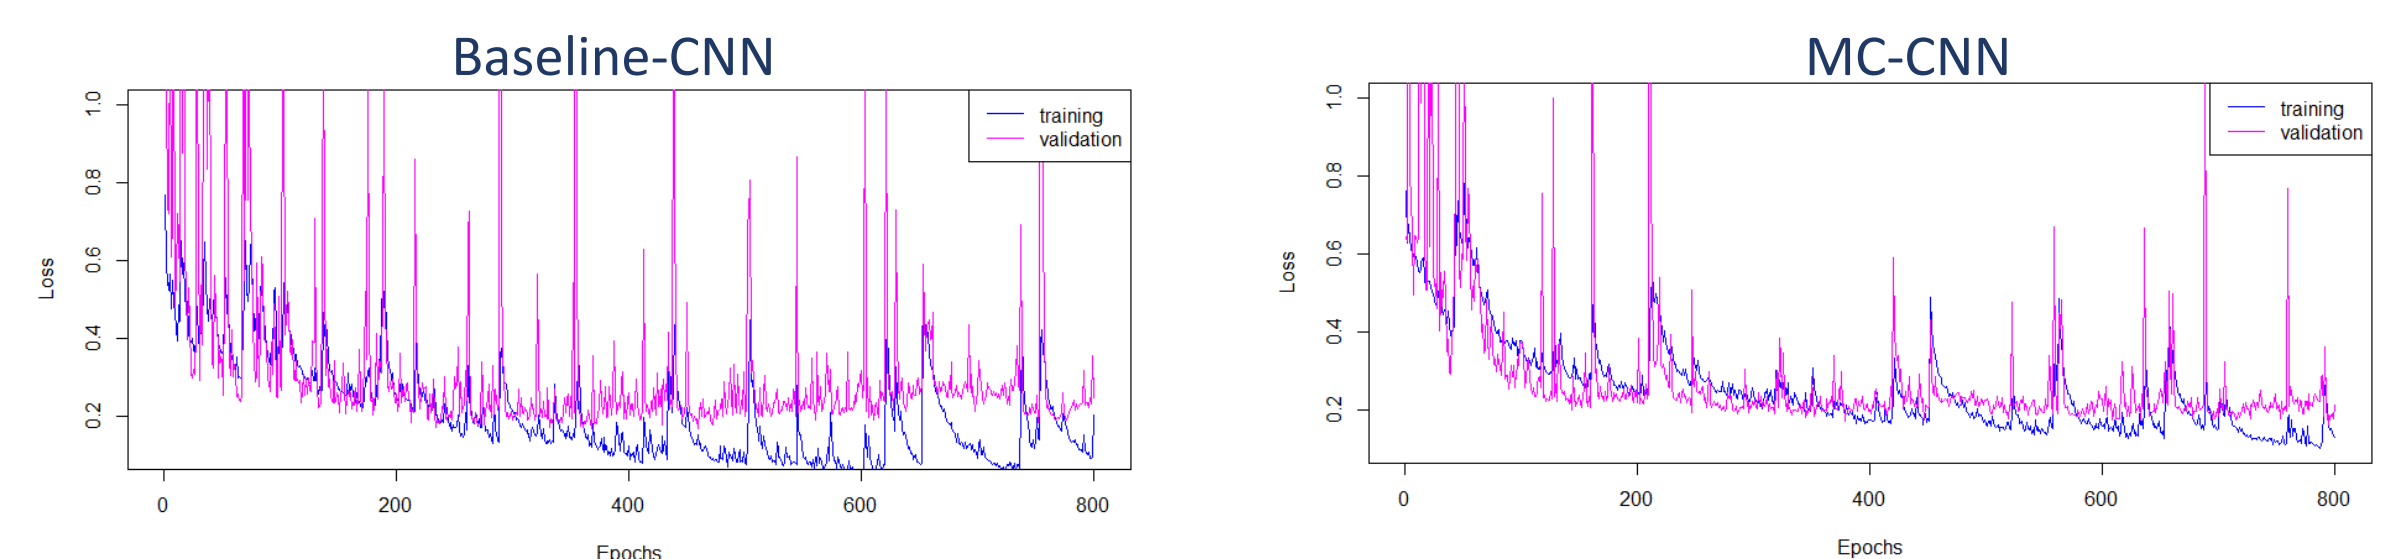 Baseline-CNN
1.0
0.8
0.6
0.4
0.2
Loss
training
validation
0 200 400 600 800
Epochs
MC-CNN
1.0
0.8
0.6
0.4
0.2
Loss
training
validation
0 200 400 600 800
Epochs